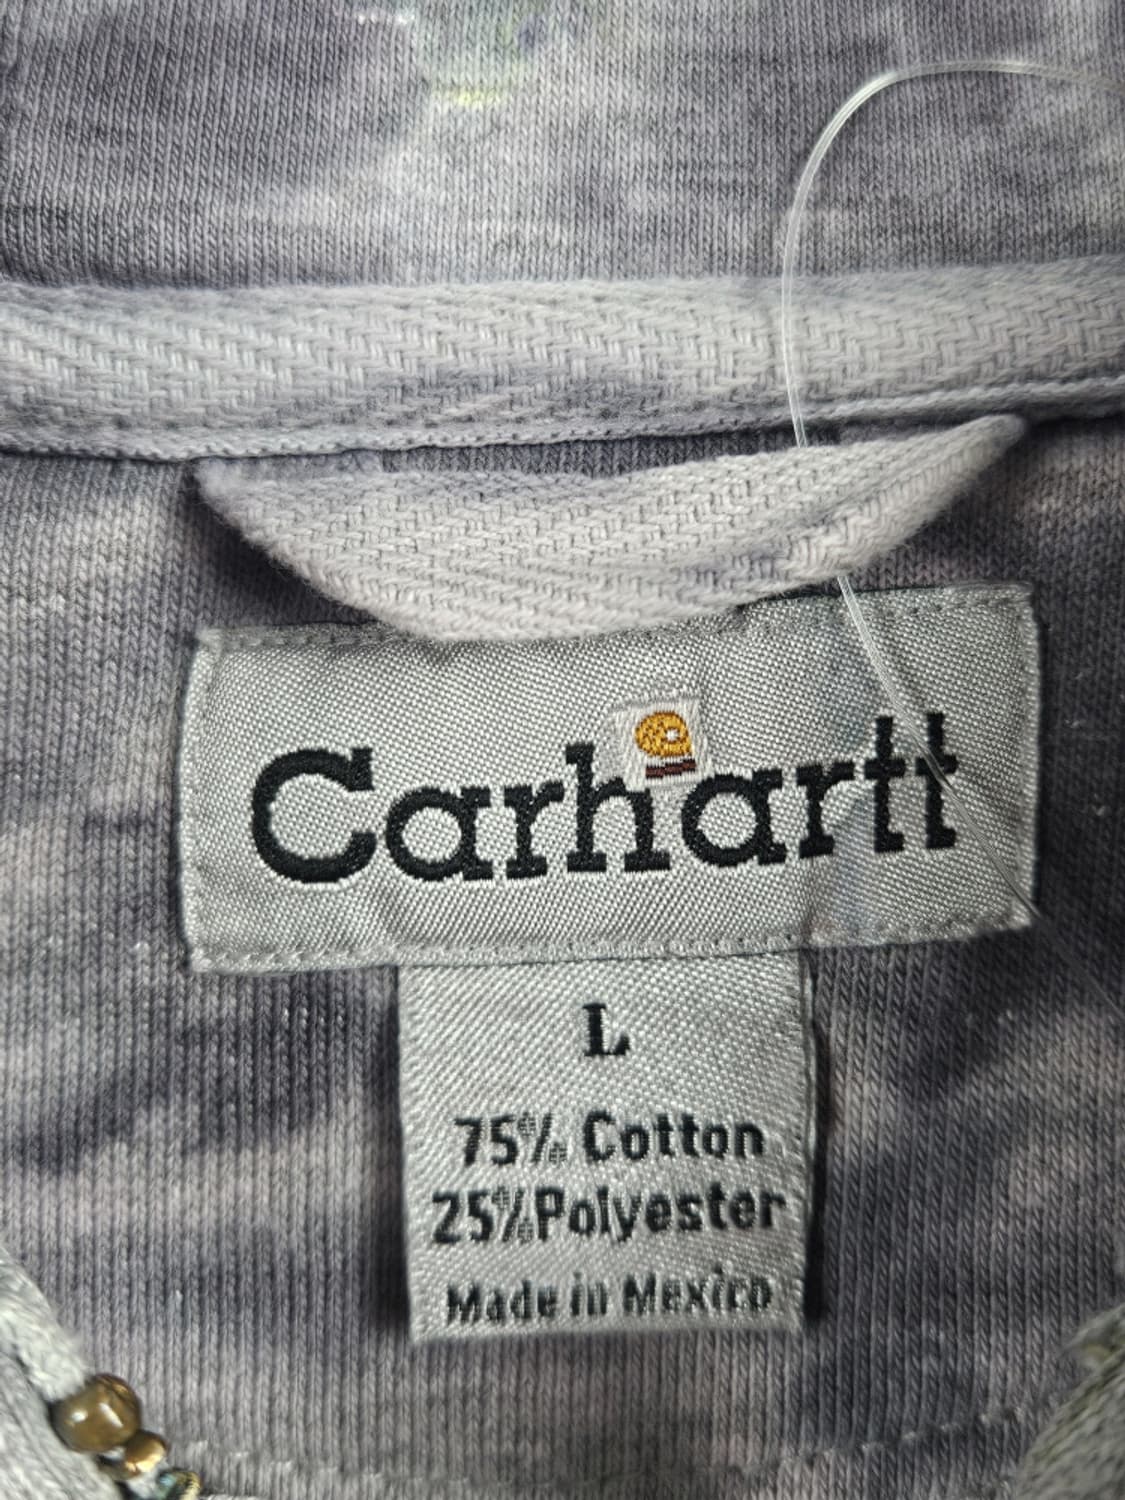 Carhartt
L
75% Cotton
25% Polyester
Made in Mexico